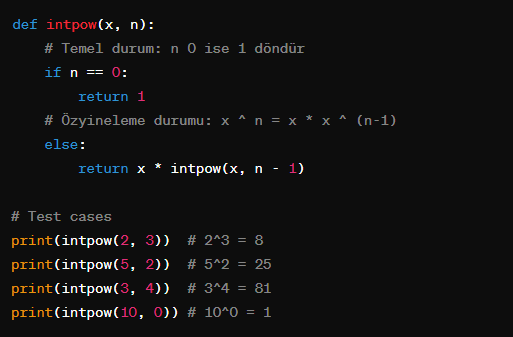 def intpow(x, n):
    # Temel durum: n 0 ise 1 döndür
    if n == 0:
        return 1
    # Özyineleme durumu: x ^ n = x * x ^ (n-1)
    else:
        return x * intpow(x, n - 1)

# Test cases
print(intpow(2, 3))  # 2^3 = 8
print(intpow(5, 2))  # 5^2 = 25
print(intpow(3, 4))  # 3^4 = 81
print(intpow(10, 0)) # 10^0 = 1